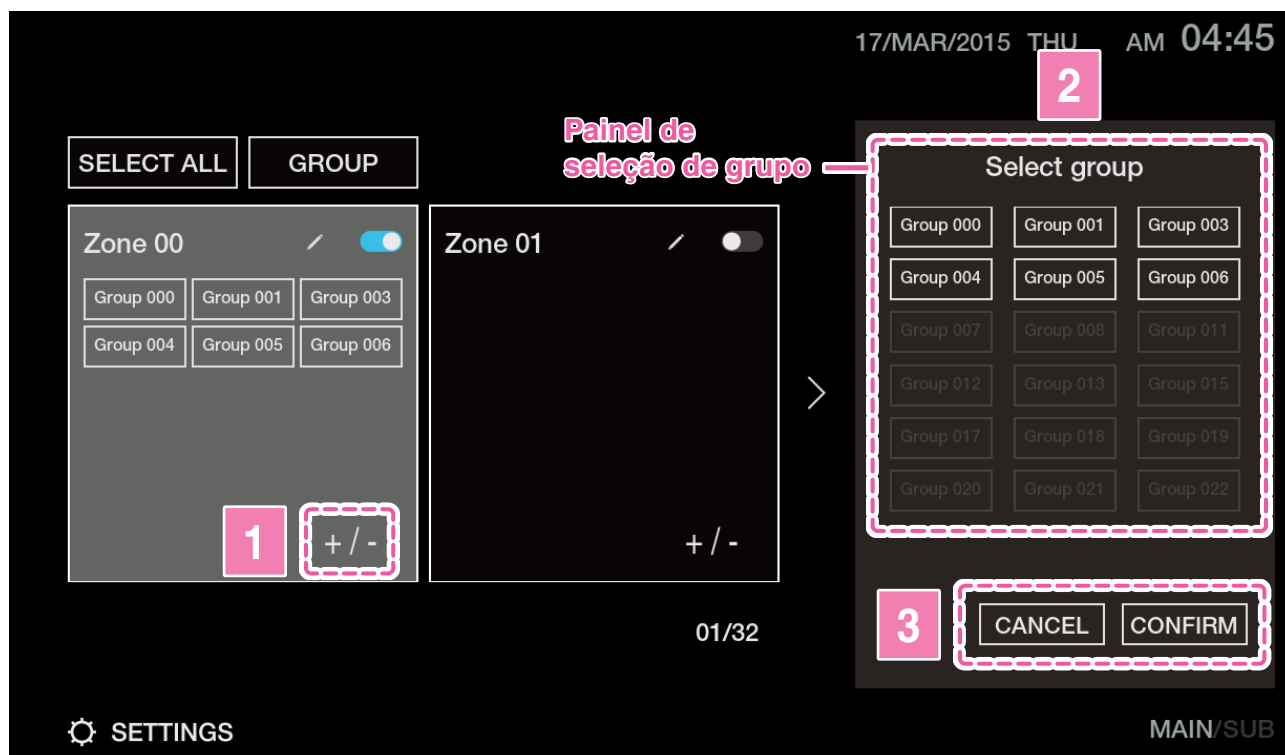 17/MAR/2015 THU AM 04:45
2
Painel de
seleção de grupo
SELECT ALL GROUP
Select group
Zone 00
Zone 01
Group 000 Group 001 Group 003
Group 004 Group 005 Group 006
Group 000 Group 001 Group 003
Group 004 Group 005 Group 006
Group 007 Group 008 Group 011
Group 012 Group 013 Group 015
Group 017 Group 018 Group 019
Group 020 Group 021 Group 022
1
+ / -
+ / -
>
01/32
3
CANCEL CONFIRM
SETTINGS
MAIN/SUB